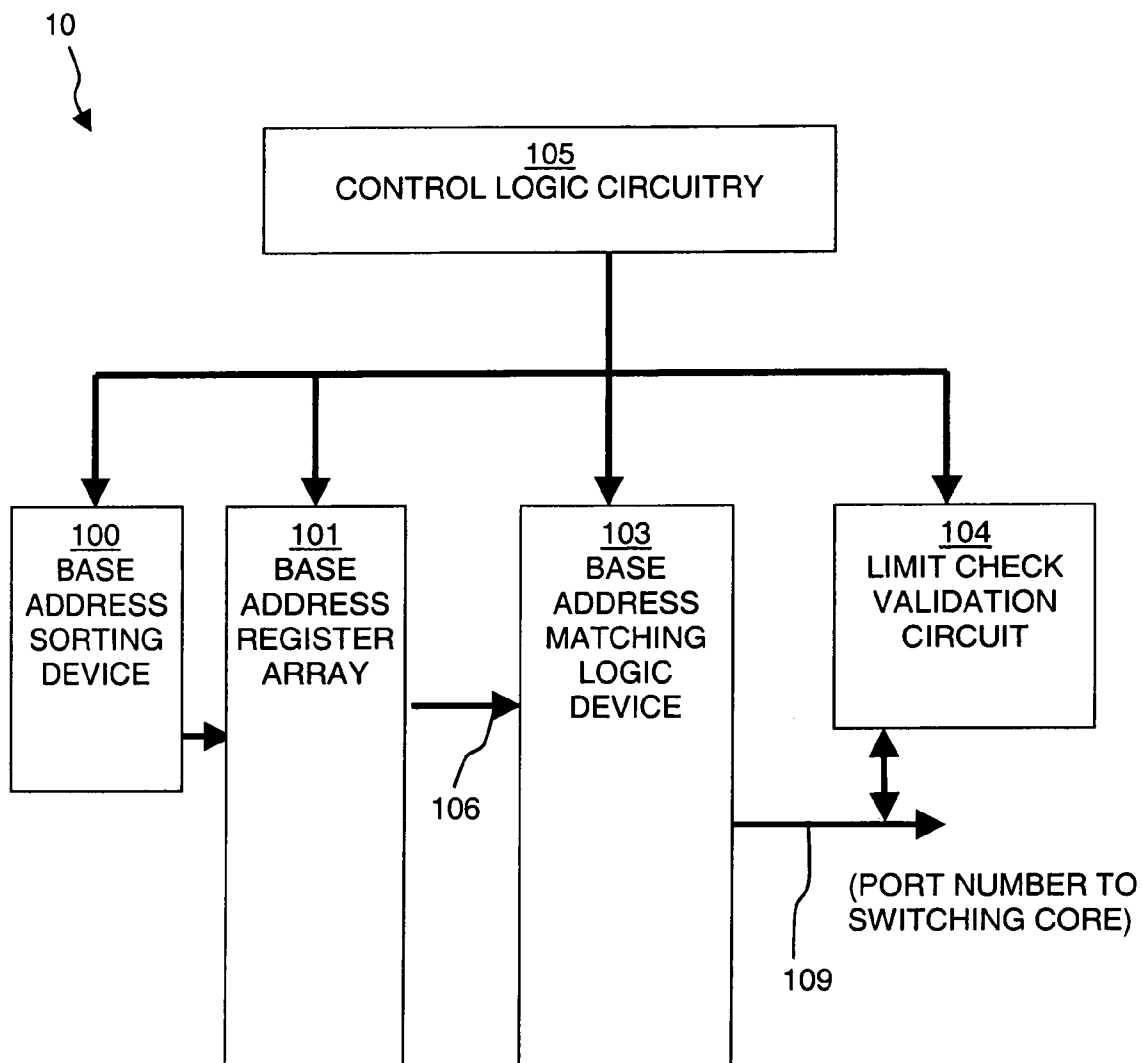 10
105
CONTROL LOGIC CIRCUITRY
100
BASE
ADDRESS
SORTING
DEVICE
101
BASE
ADDRESS
REGISTER
ARRAY
103
BASE
ADDRESS
MATCHING
LOGIC
DEVICE
104
LIMIT CHECK
VALIDATION
CIRCUIT
106
109
(PORT NUMBER TO
SWITCHING CORE)